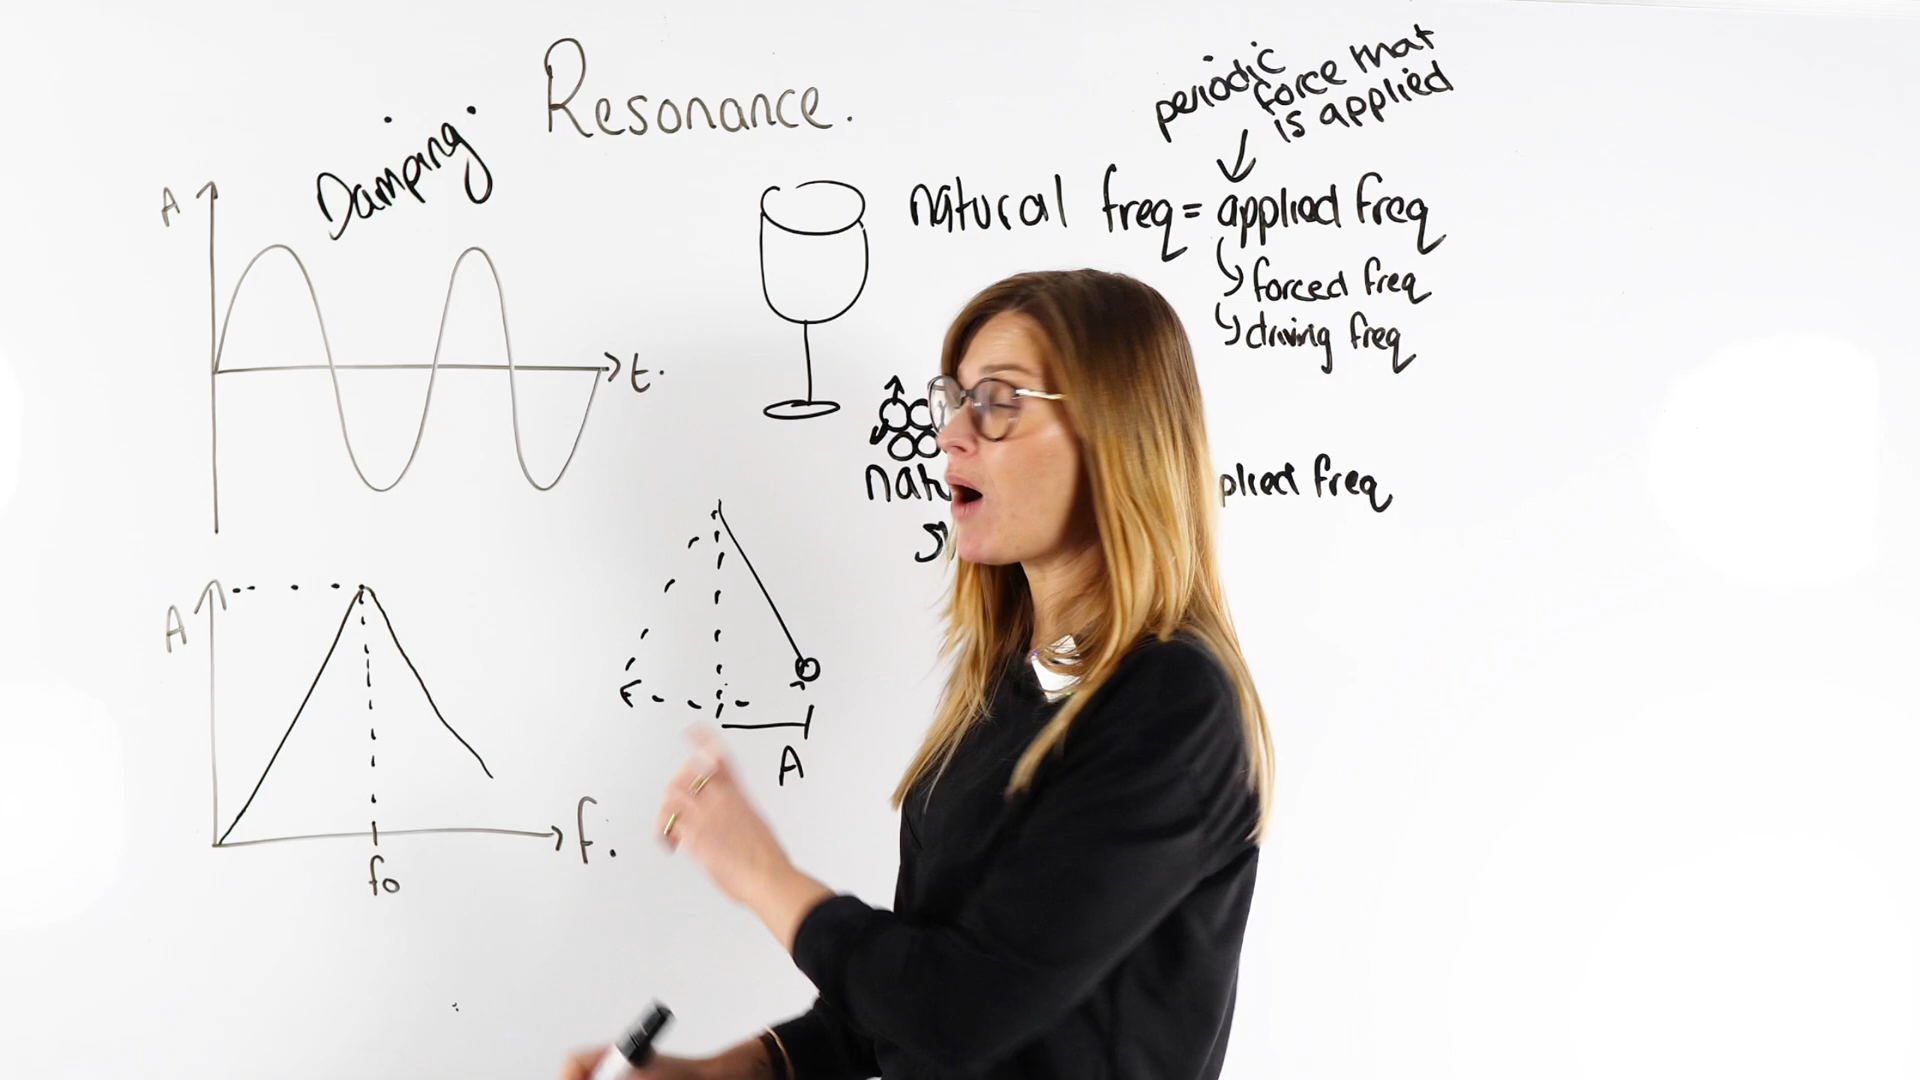 Resonance.
Damping.
periodic
force that
is applied
natural freq = applied freq
forced freq
driving freq
A
t.
plied freq
A
A
F.
fo